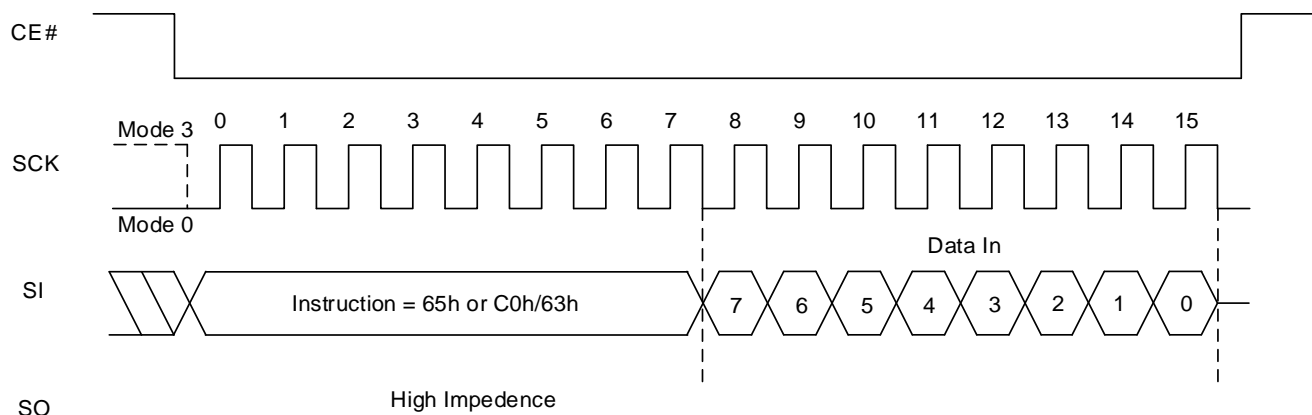 CE#
Mode 3
0 1 2 3 4 5 6 7 8 9 10 11 12 13 14 15
SCK
Mode 0
Data In
SI
Instruction = 65h or C0h/63h
7 6 5 4 3 2 1 0
High Impedence
SO